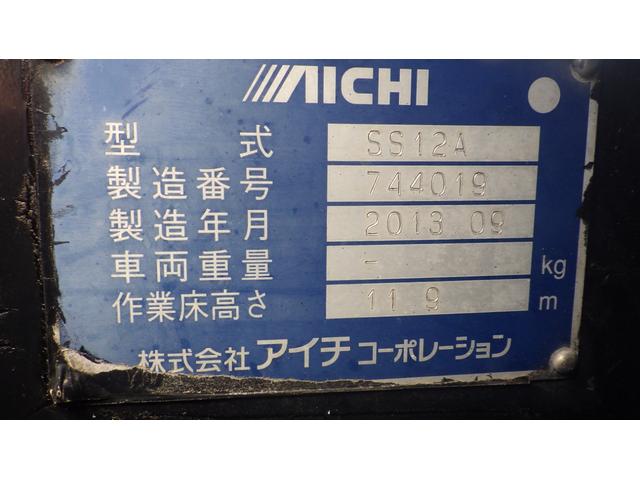 AICHI
型式 SS12A
製造番号 744019
製造年月 2013 09
車両重量 - kg
作業床高さ 11 9 m
株式会社 アイチ コーポレーション